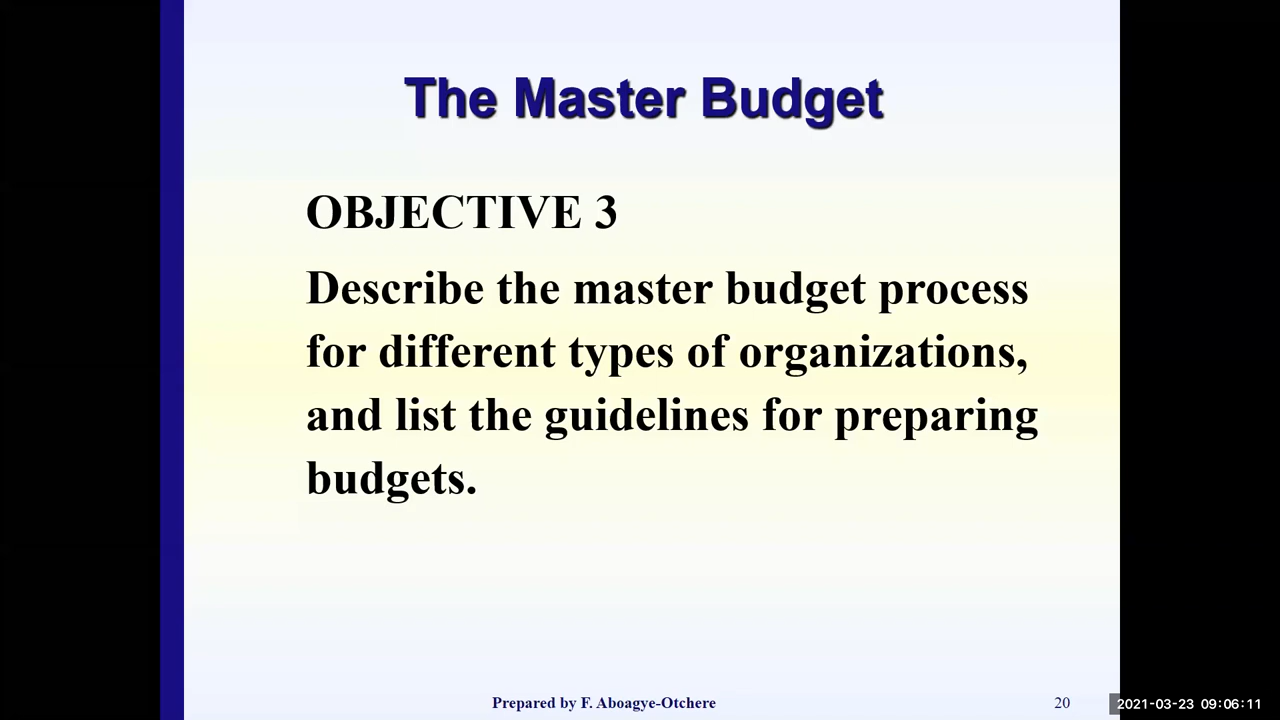 The Master Budget
OBJECTIVE 3
Describe the master budget process
for different types of organizations,
and list the guidelines for preparing
budgets.
Prepared by F. Aboagye-Otchere
20
2021-03-23 09:06:11